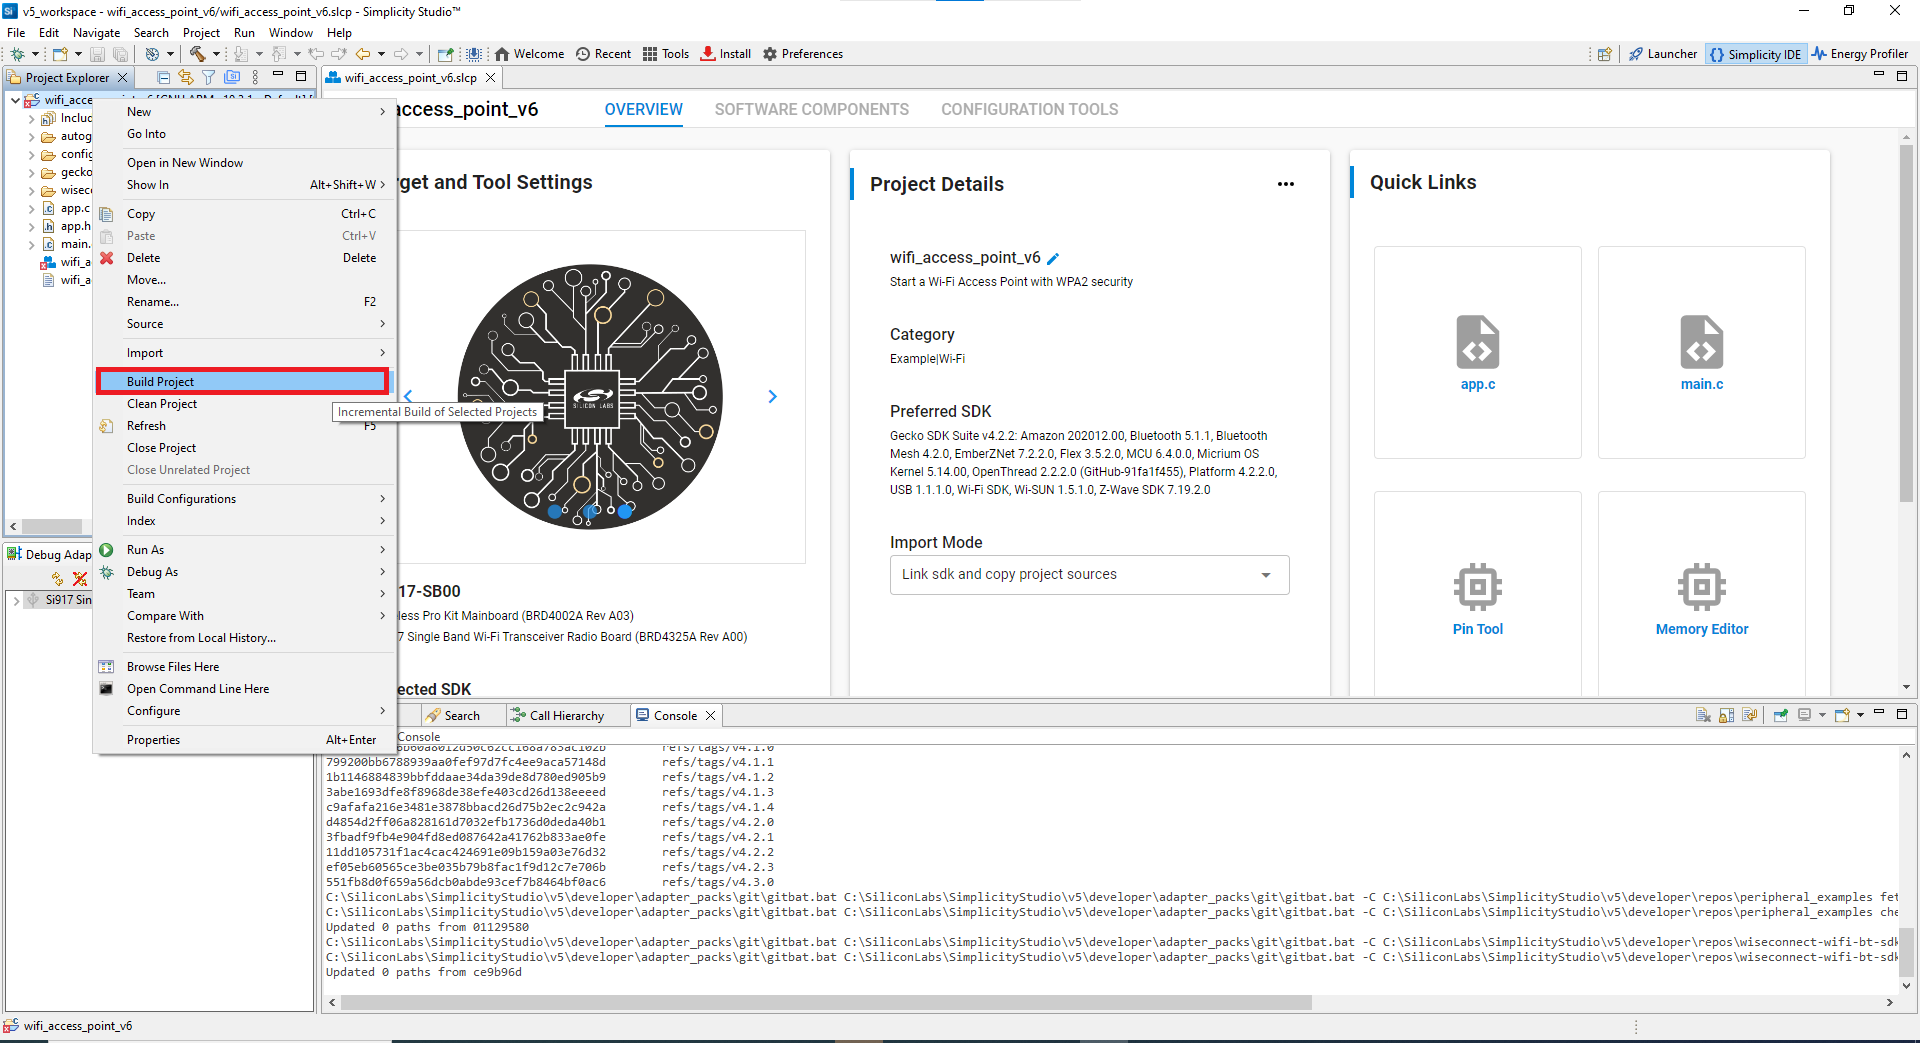 v5_workspace - wifi_access_point_v6/wifi_access_point_v6.slcp - Simplicity Studio™
File Edit Navigate Search Project Run Window Help
Welcome Recent Tools Install Preferences
Launcher Simplicity IDE Energy Profiler
Project Explorer
wifi_acce
Includ
autog
config
gecko
wisec
app.c
app.h
main.
wifi_a
wifi_a
Debug Adap
Si917 Sin
New
Go Into
Open in New Window
Show In Alt+Shift+W
Copy Ctrl+C
Paste Ctrl+V
Delete Delete
Move...
Rename... F2
Source
Import
Build Project
Clean Project
Incremental Build of Selected Projects
Refresh F5
Close Project
Close Unrelated Project
Build Configurations
Index
Run As
Debug As
Team
Compare With
Restore from Local History...
Browse Files Here
Open Command Line Here
Configure
Properties Alt+Enter
wifi_access_point_v6.slcp
access_point_v6 OVERVIEW SOFTWARE COMPONENTS CONFIGURATION TOOLS
rget and Tool Settings
SILICON LABS
17-SB00
less Pro Kit Mainboard (BRD4002A Rev A03)
7 Single Band Wi-Fi Transceiver Radio Board (BRD4325A Rev A00)
ected SDK
Project Details
wifi_access_point_v6
Start a Wi-Fi Access Point with WPA2 security
Category
Example|Wi-Fi
Preferred SDK
Gecko SDK Suite v4.2.2: Amazon 202012.00, Bluetooth 5.1.1, Bluetooth
Mesh 4.2.0, EmberZNet 7.2.2.0, Flex 3.5.2.0, MCU 6.4.0.0, Micrium OS
Kernel 5.14.00, OpenThread 2.2.2.0 (GitHub-91fa1f455), Platform 4.2.2.0,
USB 1.1.1.0, Wi-Fi SDK, Wi-SUN 1.5.1.0, Z-Wave SDK 7.19.2.0
Import Mode
Link sdk and copy project sources
Quick Links
app.c
main.c
Pin Tool
Memory Editor
Search Call Hierarchy Console
Console
refs/tags/v4.1.0
799200bb6788939aa0fef97d7fc4ee9aca57148d refs/tags/v4.1.1
1b1146884839bbfddaae34da39de8d780ed905b9 refs/tags/v4.1.2
3abe1693dfe8f8968de38efe403cd26d138eeeed refs/tags/v4.1.3
c9afafa216e3481e3878bbacd26d75b2ec2c942a refs/tags/v4.1.4
d4854d2ff06a828161d7032efb1736d0deda40b1 refs/tags/v4.2.0
3fbadf9fb4e904fd8ed087642a41762b833ae0fe refs/tags/v4.2.1
11dd105731f1ac4cac424691e09b159a03e76d32 refs/tags/v4.2.2
ef05eb60565ce3be035b79b8fac1f9d12c7e706b refs/tags/v4.2.3
551fb8d0f659a56dcb0abde93cef7b8464bf0ac6 refs/tags/v4.3.0
C:\SiliconLabs\SimplicityStudio\v5\developer\adapter_packs\git\gitbat.bat C:\SiliconLabs\SimplicityStudio\v5\developer\adapter_packs\git\gitbat.bat -C C:\SiliconLabs\SimplicityStudio\v5\developer\repos\peripheral_examples fet
C:\SiliconLabs\SimplicityStudio\v5\developer\adapter_packs\git\gitbat.bat C:\SiliconLabs\SimplicityStudio\v5\developer\adapter_packs\git\gitbat.bat -C C:\SiliconLabs\SimplicityStudio\v5\developer\repos\peripheral_examples che
Updated 0 paths from 01129580
C:\SiliconLabs\SimplicityStudio\v5\developer\adapter_packs\git\gitbat.bat C:\SiliconLabs\SimplicityStudio\v5\developer\adapter_packs\git\gitbat.bat -C C:\SiliconLabs\SimplicityStudio\v5\developer\repos\wiseconnect-wifi-bt-sdk
C:\SiliconLabs\SimplicityStudio\v5\developer\adapter_packs\git\gitbat.bat C:\SiliconLabs\SimplicityStudio\v5\developer\adapter_packs\git\gitbat.bat -C C:\SiliconLabs\SimplicityStudio\v5\developer\repos\wiseconnect-wifi-bt-sdk
Updated 0 paths from ce9b96d
wifi_access_point_v6